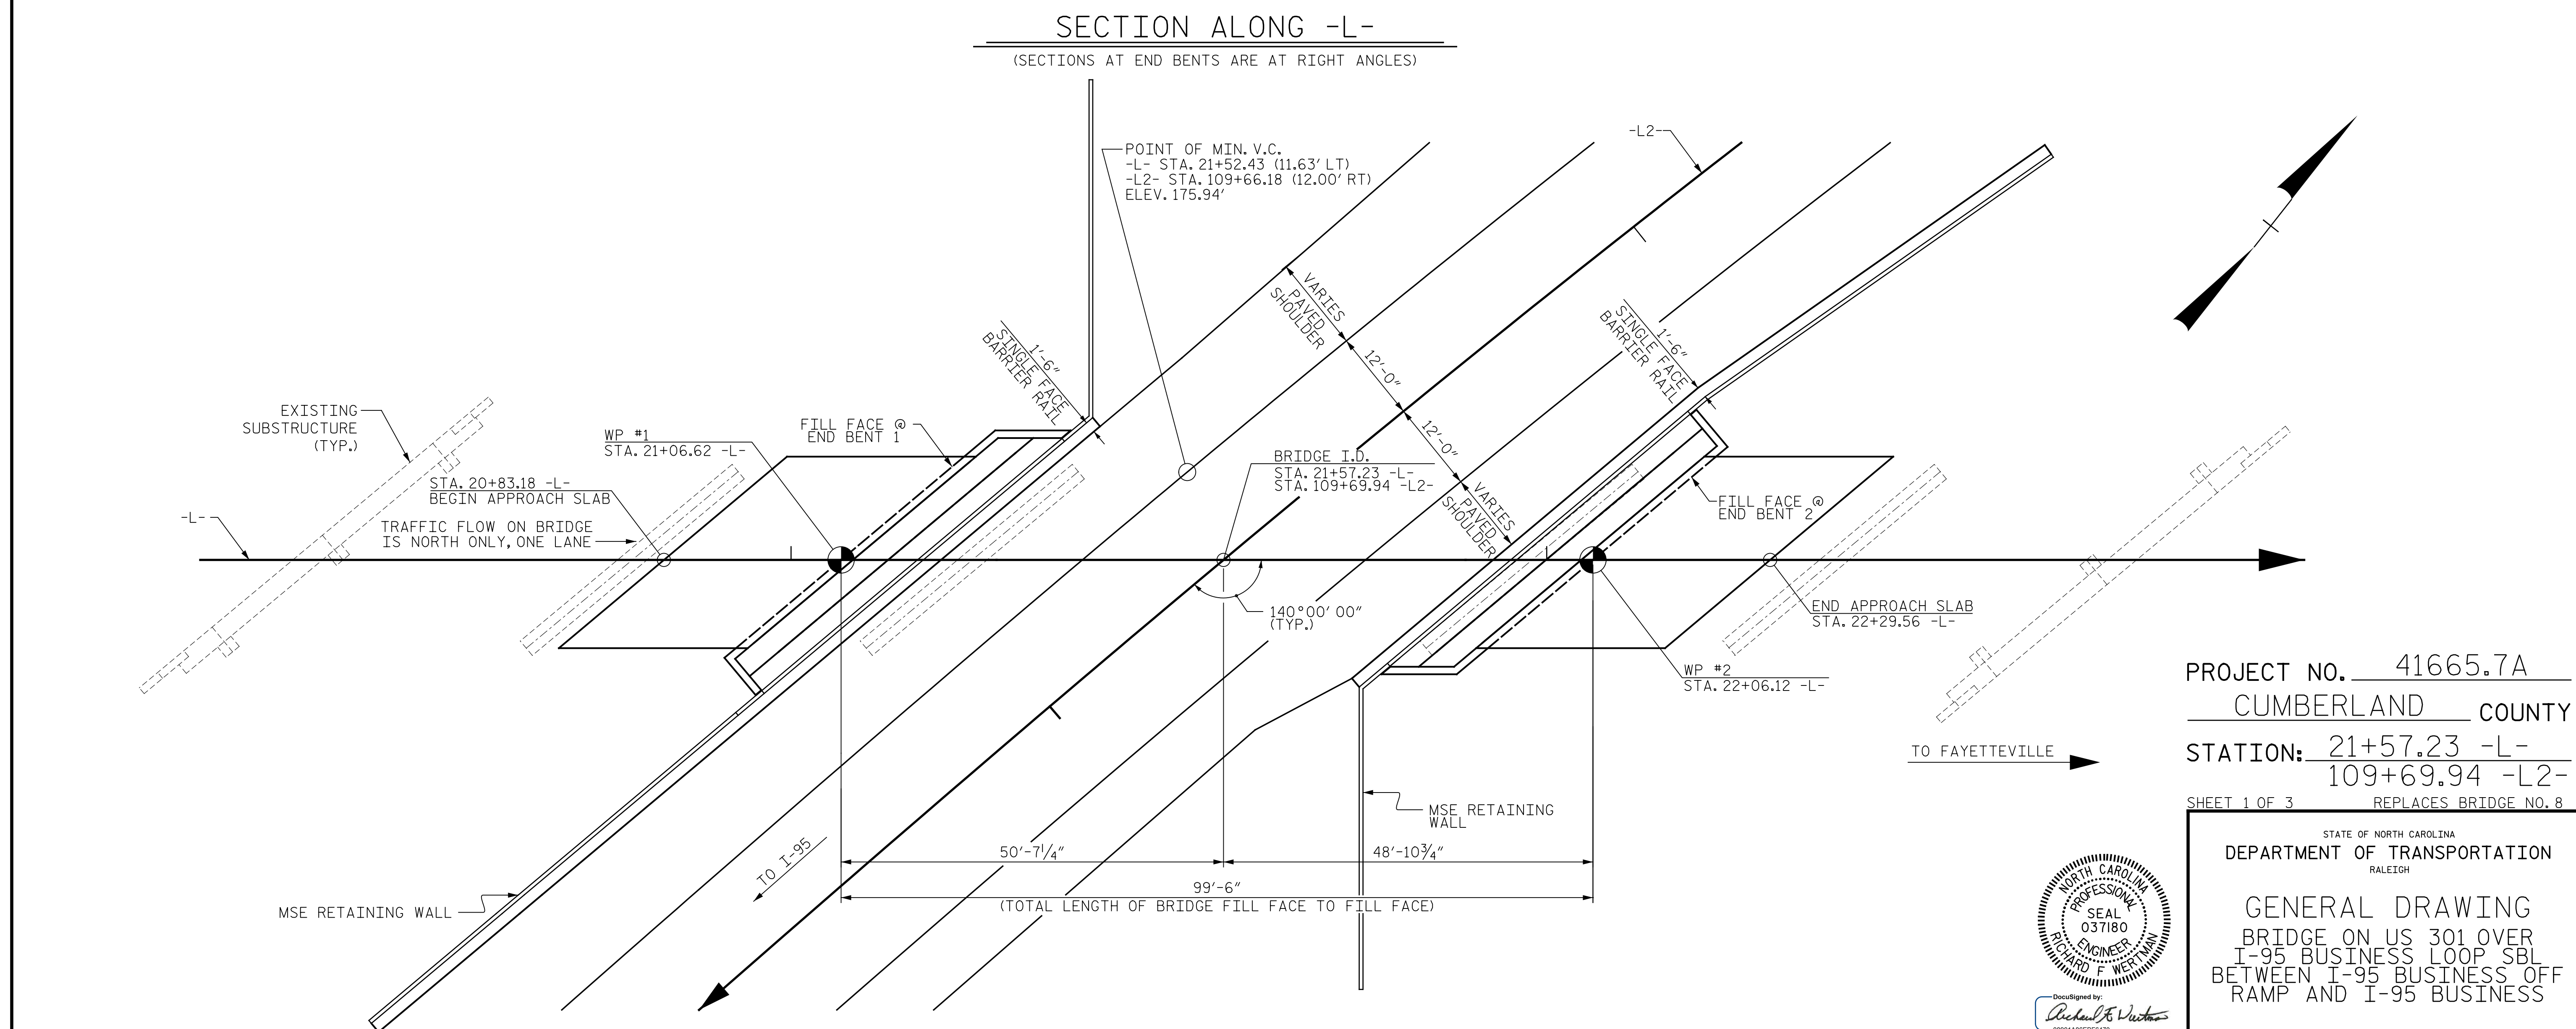 SECTION ALONG -L-
(SECTIONS AT END BENTS ARE AT RIGHT ANGLES)
-L2-
POINT OF MIN. V.C.
-L- STA. 21+52.43 (11.63' LT)
-L2- STA. 109+66.18 (12.00' RT)
ELEV. 175.94'
VARIES
PAVED
SHOULDER
12'-0"
12'-0"
VARIES
PAVED
SHOULDER
1'-6"
SINGLE FACE
BARRIER RAIL
1'-6"
SINGLE FACE
BARRIER RAIL
EXISTING
SUBSTRUCTURE
(TYP.)
WP #1
STA. 21+06.62 -L-
FILL FACE @
END BENT 1
BRIDGE I.D.
STA. 21+57.23 -L-
STA. 109+69.94 -L2-
STA. 20+83.18 -L-
BEGIN APPROACH SLAB
-L-
TRAFFIC FLOW ON BRIDGE
IS NORTH ONLY, ONE LANE
FILL FACE @
END BENT 2
140°00'00"
(TYP.)
END APPROACH SLAB
STA. 22+29.56 -L-
WP #2
STA. 22+06.12 -L-
TO FAYETTEVILLE
MSE RETAINING
WALL
TO I-95
50'-7¼"
48'-10¾"
99'-6"
(TOTAL LENGTH OF BRIDGE FILL FACE TO FILL FACE)
MSE RETAINING WALL
PROJECT NO. 41665.7A
CUMBERLAND COUNTY
STATION: 21+57.23 -L-
109+69.94 -L2-
SHEET 1 OF 3 REPLACES BRIDGE NO. 8
STATE OF NORTH CAROLINA
DEPARTMENT OF TRANSPORTATION
RALEIGH
GENERAL DRAWING
BRIDGE ON US 301 OVER
I-95 BUSINESS LOOP SBL
BETWEEN I-95 BUSINESS OFF
RAMP AND I-95 BUSINESS
NORTH CAROLINA
PROFESSIONAL
SEAL
037180
ENGINEER
RICHARD F WERTMAN
DocuSigned by:
Richard F Wertman